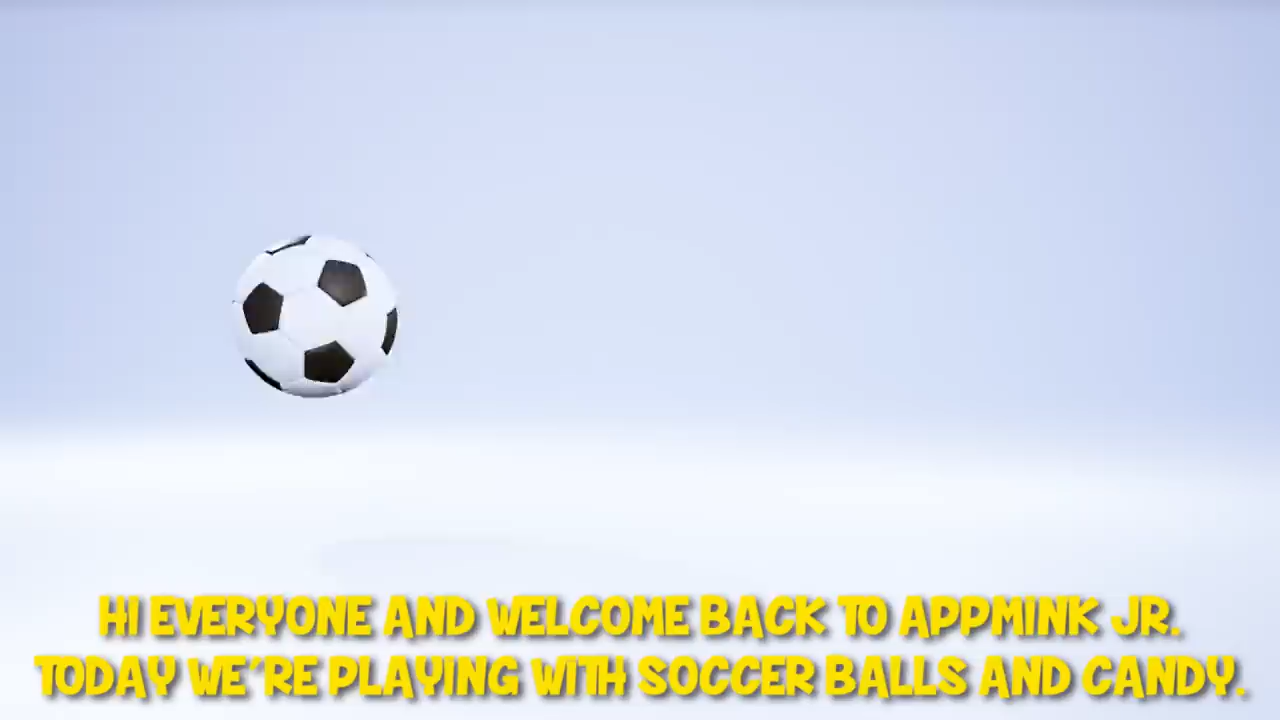 HI EVERYONE AND WELCOME BACK TO APPMINK JR.
TODAY WE'RE PLAYING WITH SOCCER BALLS AND CANDY.